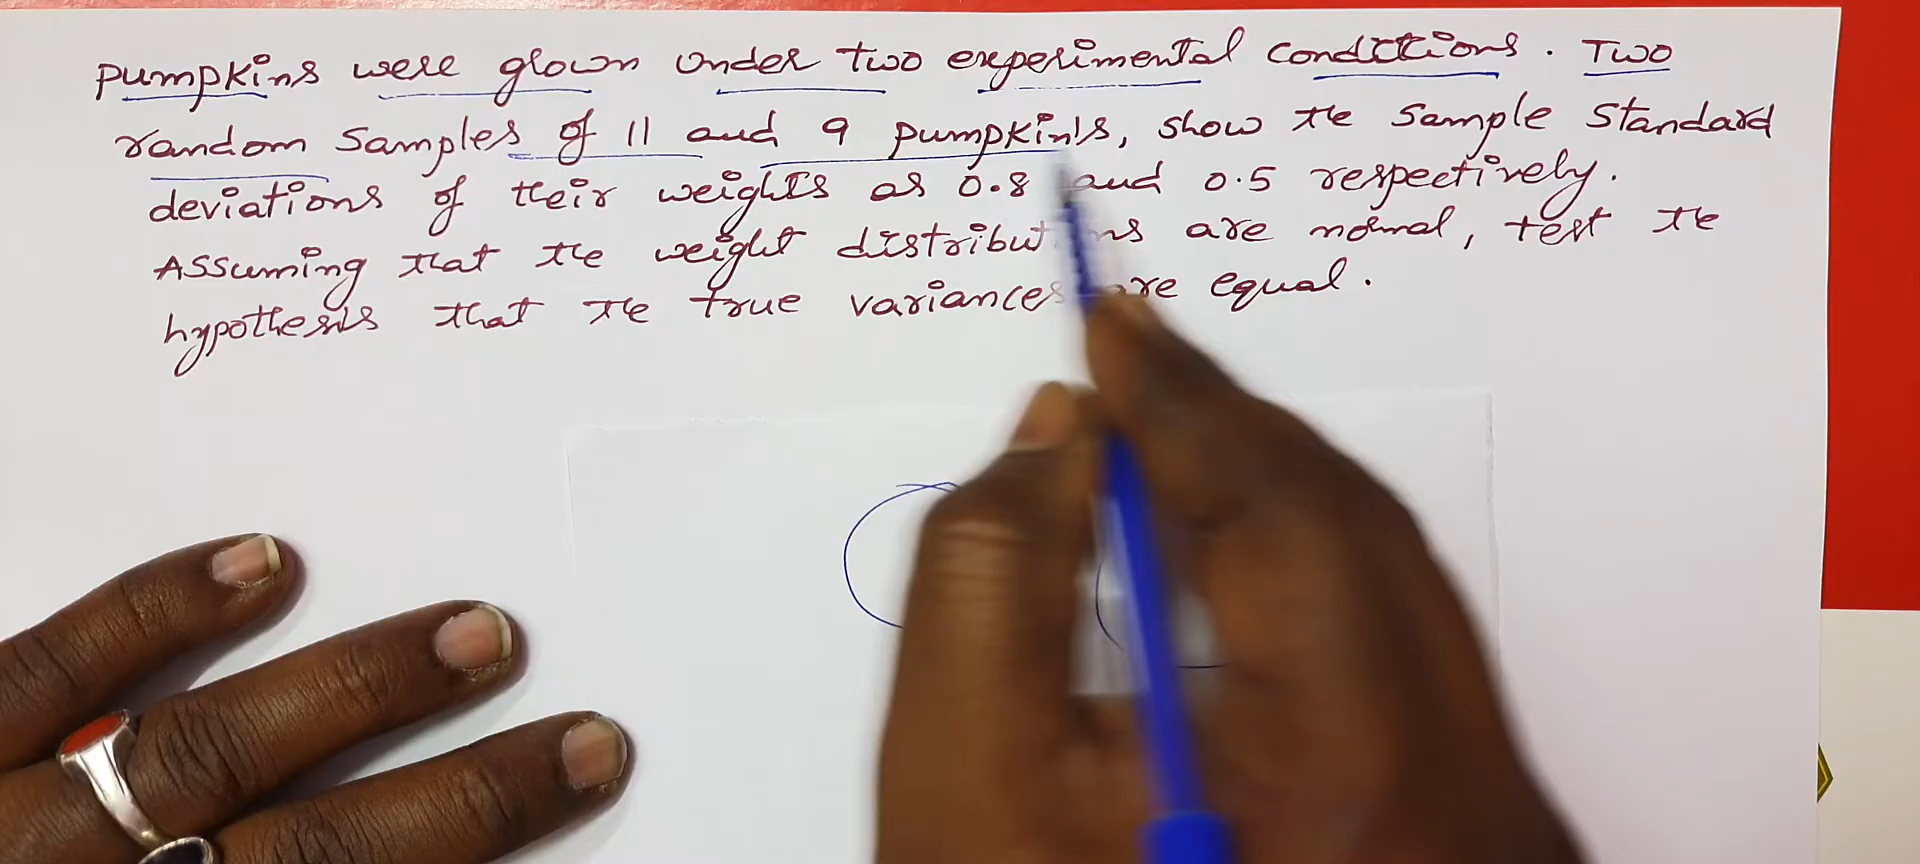 pumpkins were grown under two experimental conditions. Two
random samples of 11 and 9 pumpkins, show the sample standard
deviations of their weights as 0.8 and 0.5 respectively.
Assuming that the weight distributions are normal, test the
hypothesis that the true variances are equal.